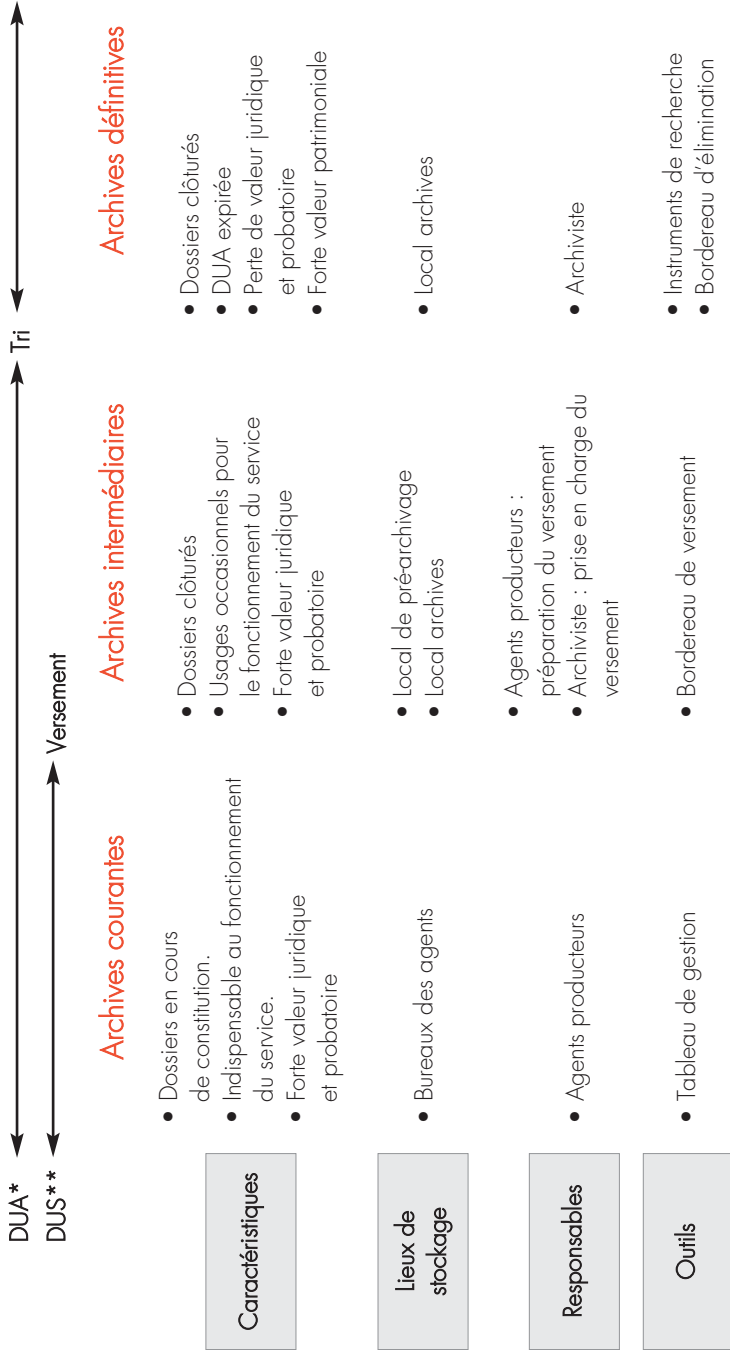 DUA*
Tri
DUS**
Versement
Archives courantes
Archives intermédiaires
Archives définitives
Caractéristiques
• Dossiers en cours
de constitution.
• Indispensable au fonctionnement
du service.
• Forte valeur juridique
et probatoire
• Dossiers clôturés
• Usages occasionnels pour
le fonctionnement du service
• Forte valeur juridique
et probatoire
• Dossiers clôturés
• DUA expirée
• Perte de valeur juridique
et probatoire
• Forte valeur patrimoniale
Lieux de
stockage
• Bureaux des agents
• Local de pré-archivage
• Local archives
• Local archives
Responsables
• Agents producteurs
• Agents producteurs :
préparation du versement
• Archiviste : prise en charge du
versement
• Archiviste
Outils
• Tableau de gestion
• Bordereau de versement
• Instruments de recherche
• Bordereau d'élimination